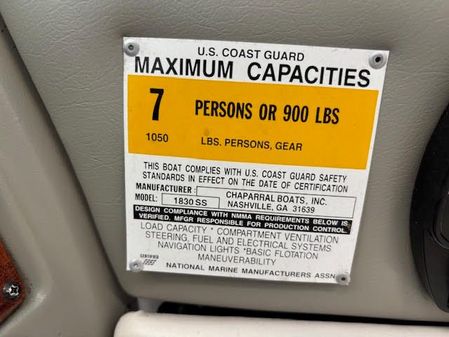 U.S. COAST GUARD
MAXIMUM CAPACITIES
7 PERSONS OR 900 LBS
1050 LBS. PERSONS, GEAR
THIS BOAT COMPLIES WITH U.S. COAST GUARD SAFETY
STANDARDS IN EFFECT ON THE DATE OF CERTIFICATION
MANUFACTURER: CHAPARRAL BOATS, INC.
MODEL: 1830SS NASHVILLE, GA 31639
DESIGN COMPLIANCE WITH NMMA REQUIREMENTS BELOW IS
VERIFIED. MFGR RESPONSIBLE FOR PRODUCTION CONTROL.
LOAD CAPACITY * COMPARTMENT VENTILATION
STEERING, FUEL AND ELECTRICAL SYSTEMS
NAVIGATION LIGHTS *BASIC FLOTATION
MANEUVERABILITY
NATIONAL MARINE MANUFACTURERS ASSN.